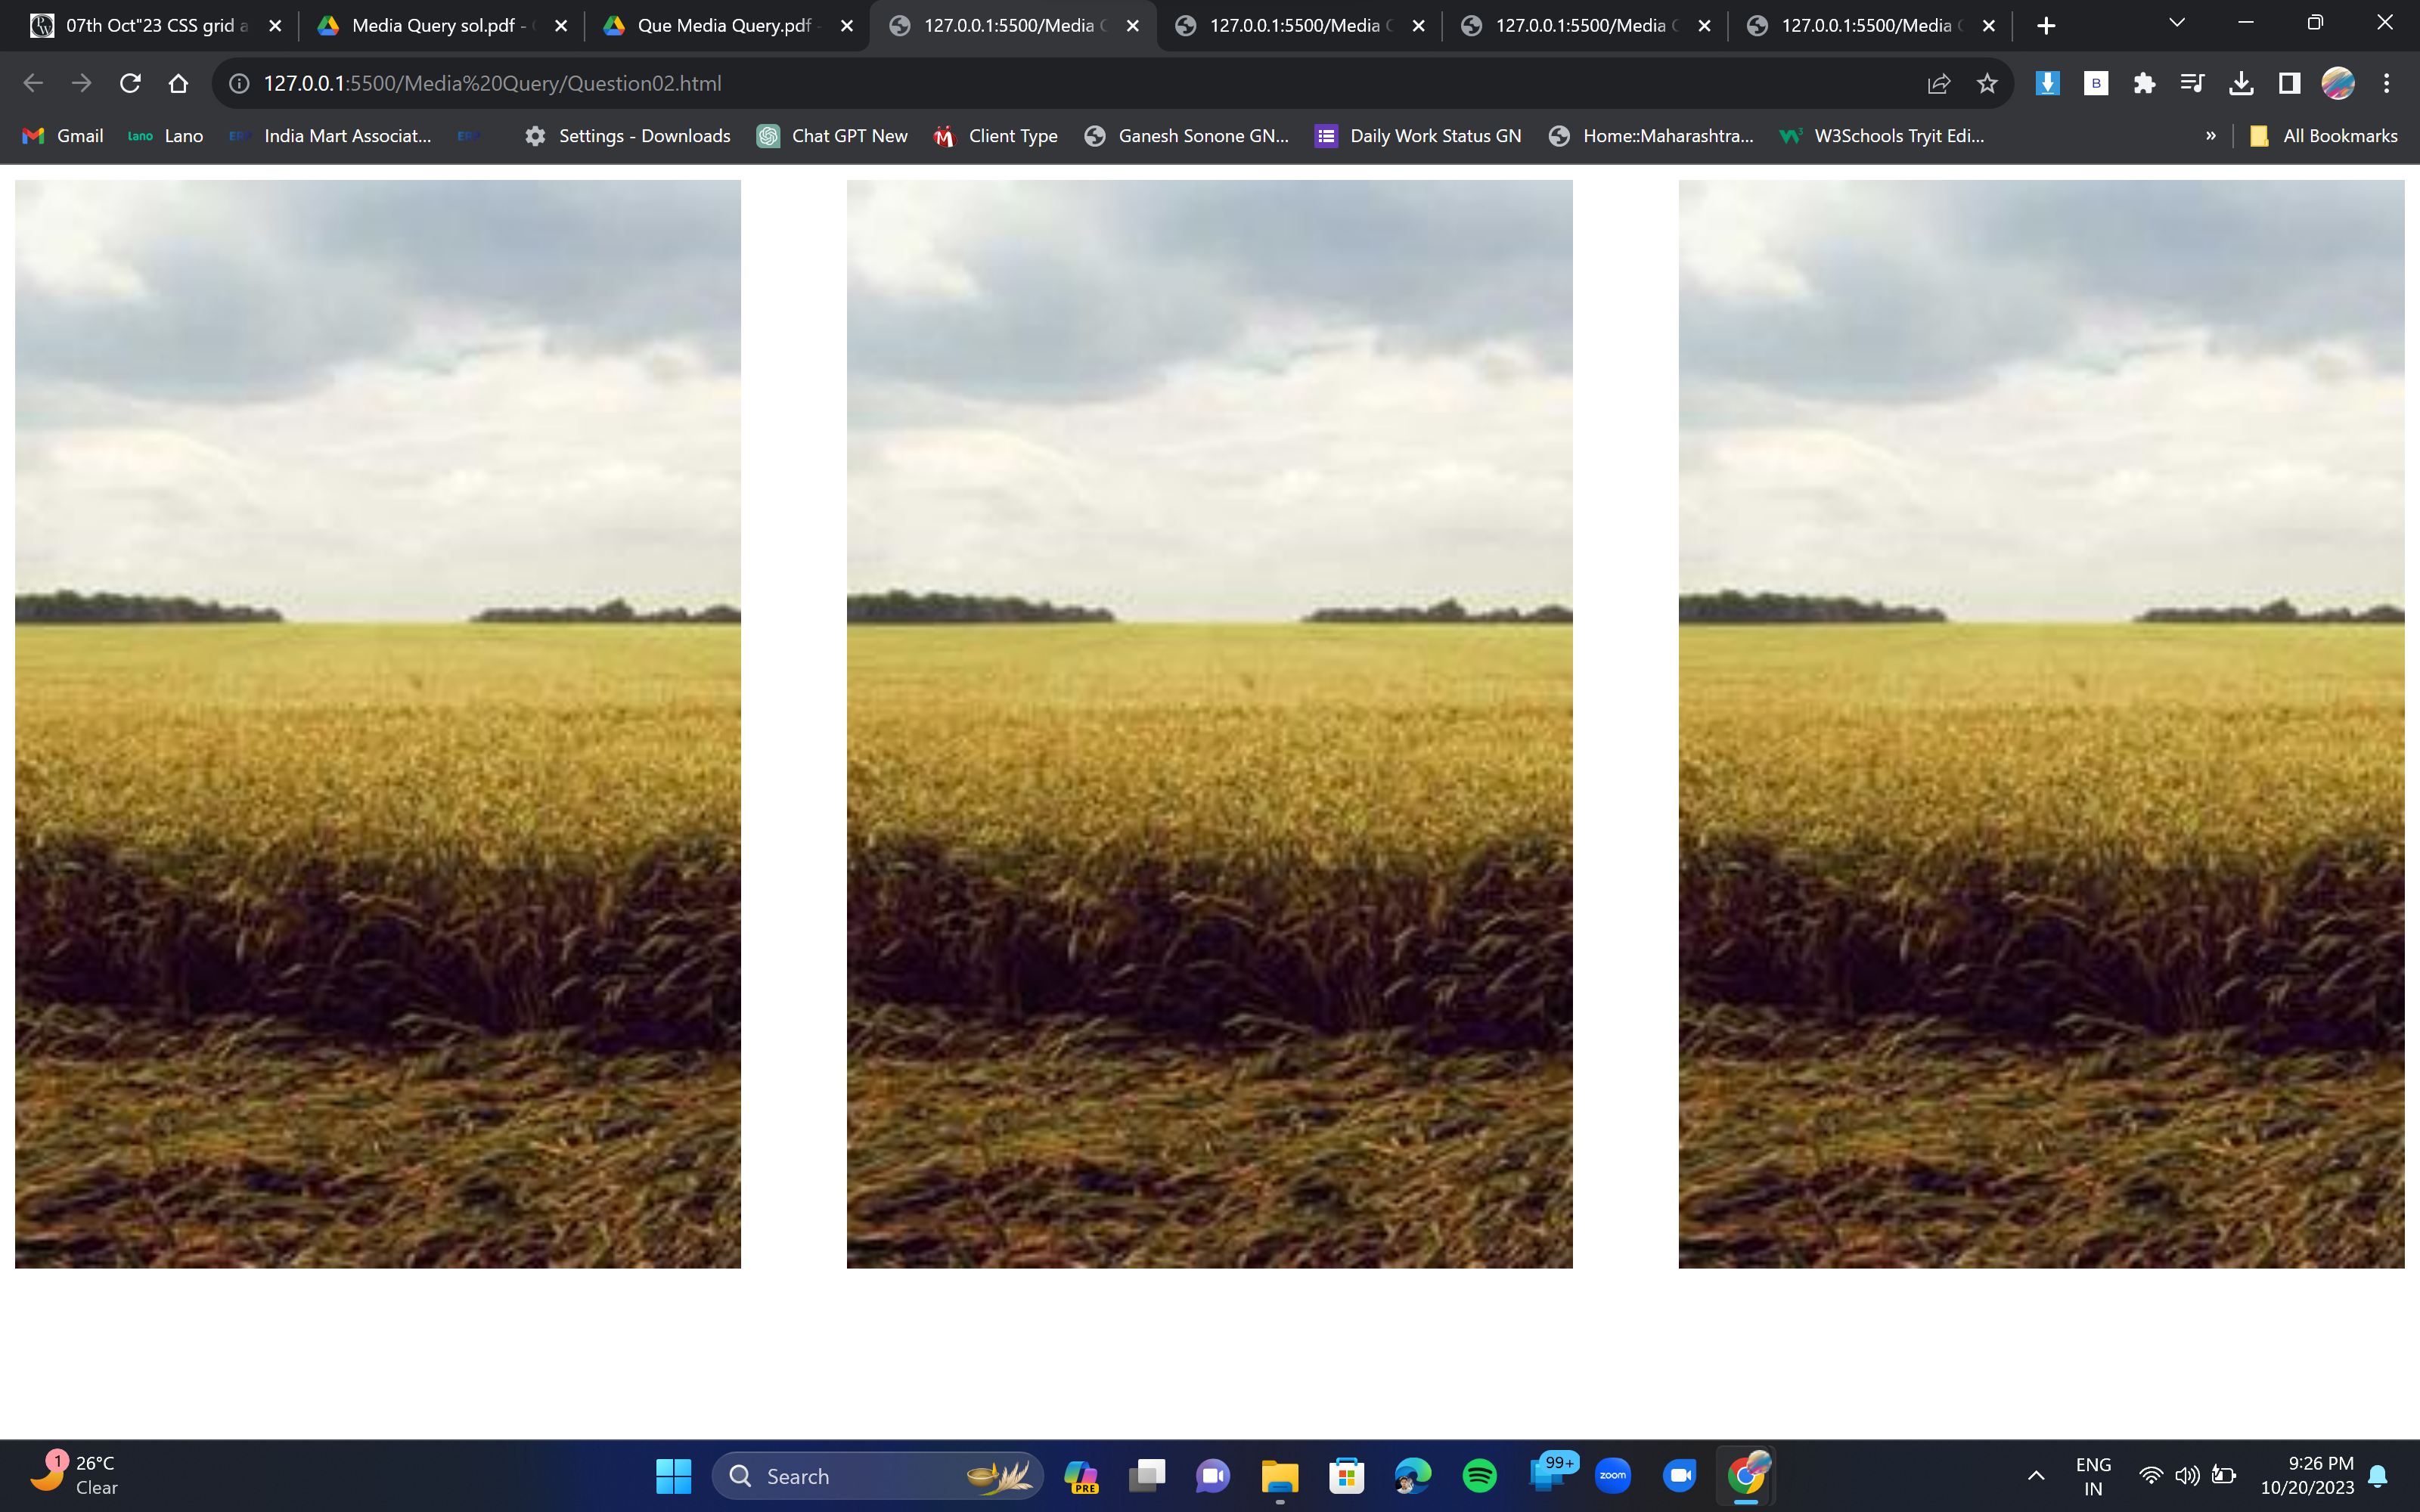 07th Oct"23 CSS grid a
Media Query sol.pdf -
Que Media Query.pdf -
127.0.0.1:5500/Media
127.0.0.1:5500/Media
127.0.0.1:5500/Media
127.0.0.1:5500/Media
127.0.0.1:5500/Media%20Query/Question02.html
B
Gmail
lano Lano
India Mart Associat...
Settings - Downloads
Chat GPT New
Client Type
Ganesh Sonone GN...
Daily Work Status GN
Home::Maharashtra...
W3Schools Tryit Edi...
»
All Bookmarks
1
26°C
Clear
Search
PRE
99+
zoom
ENG
IN
9:26 PM
10/20/2023